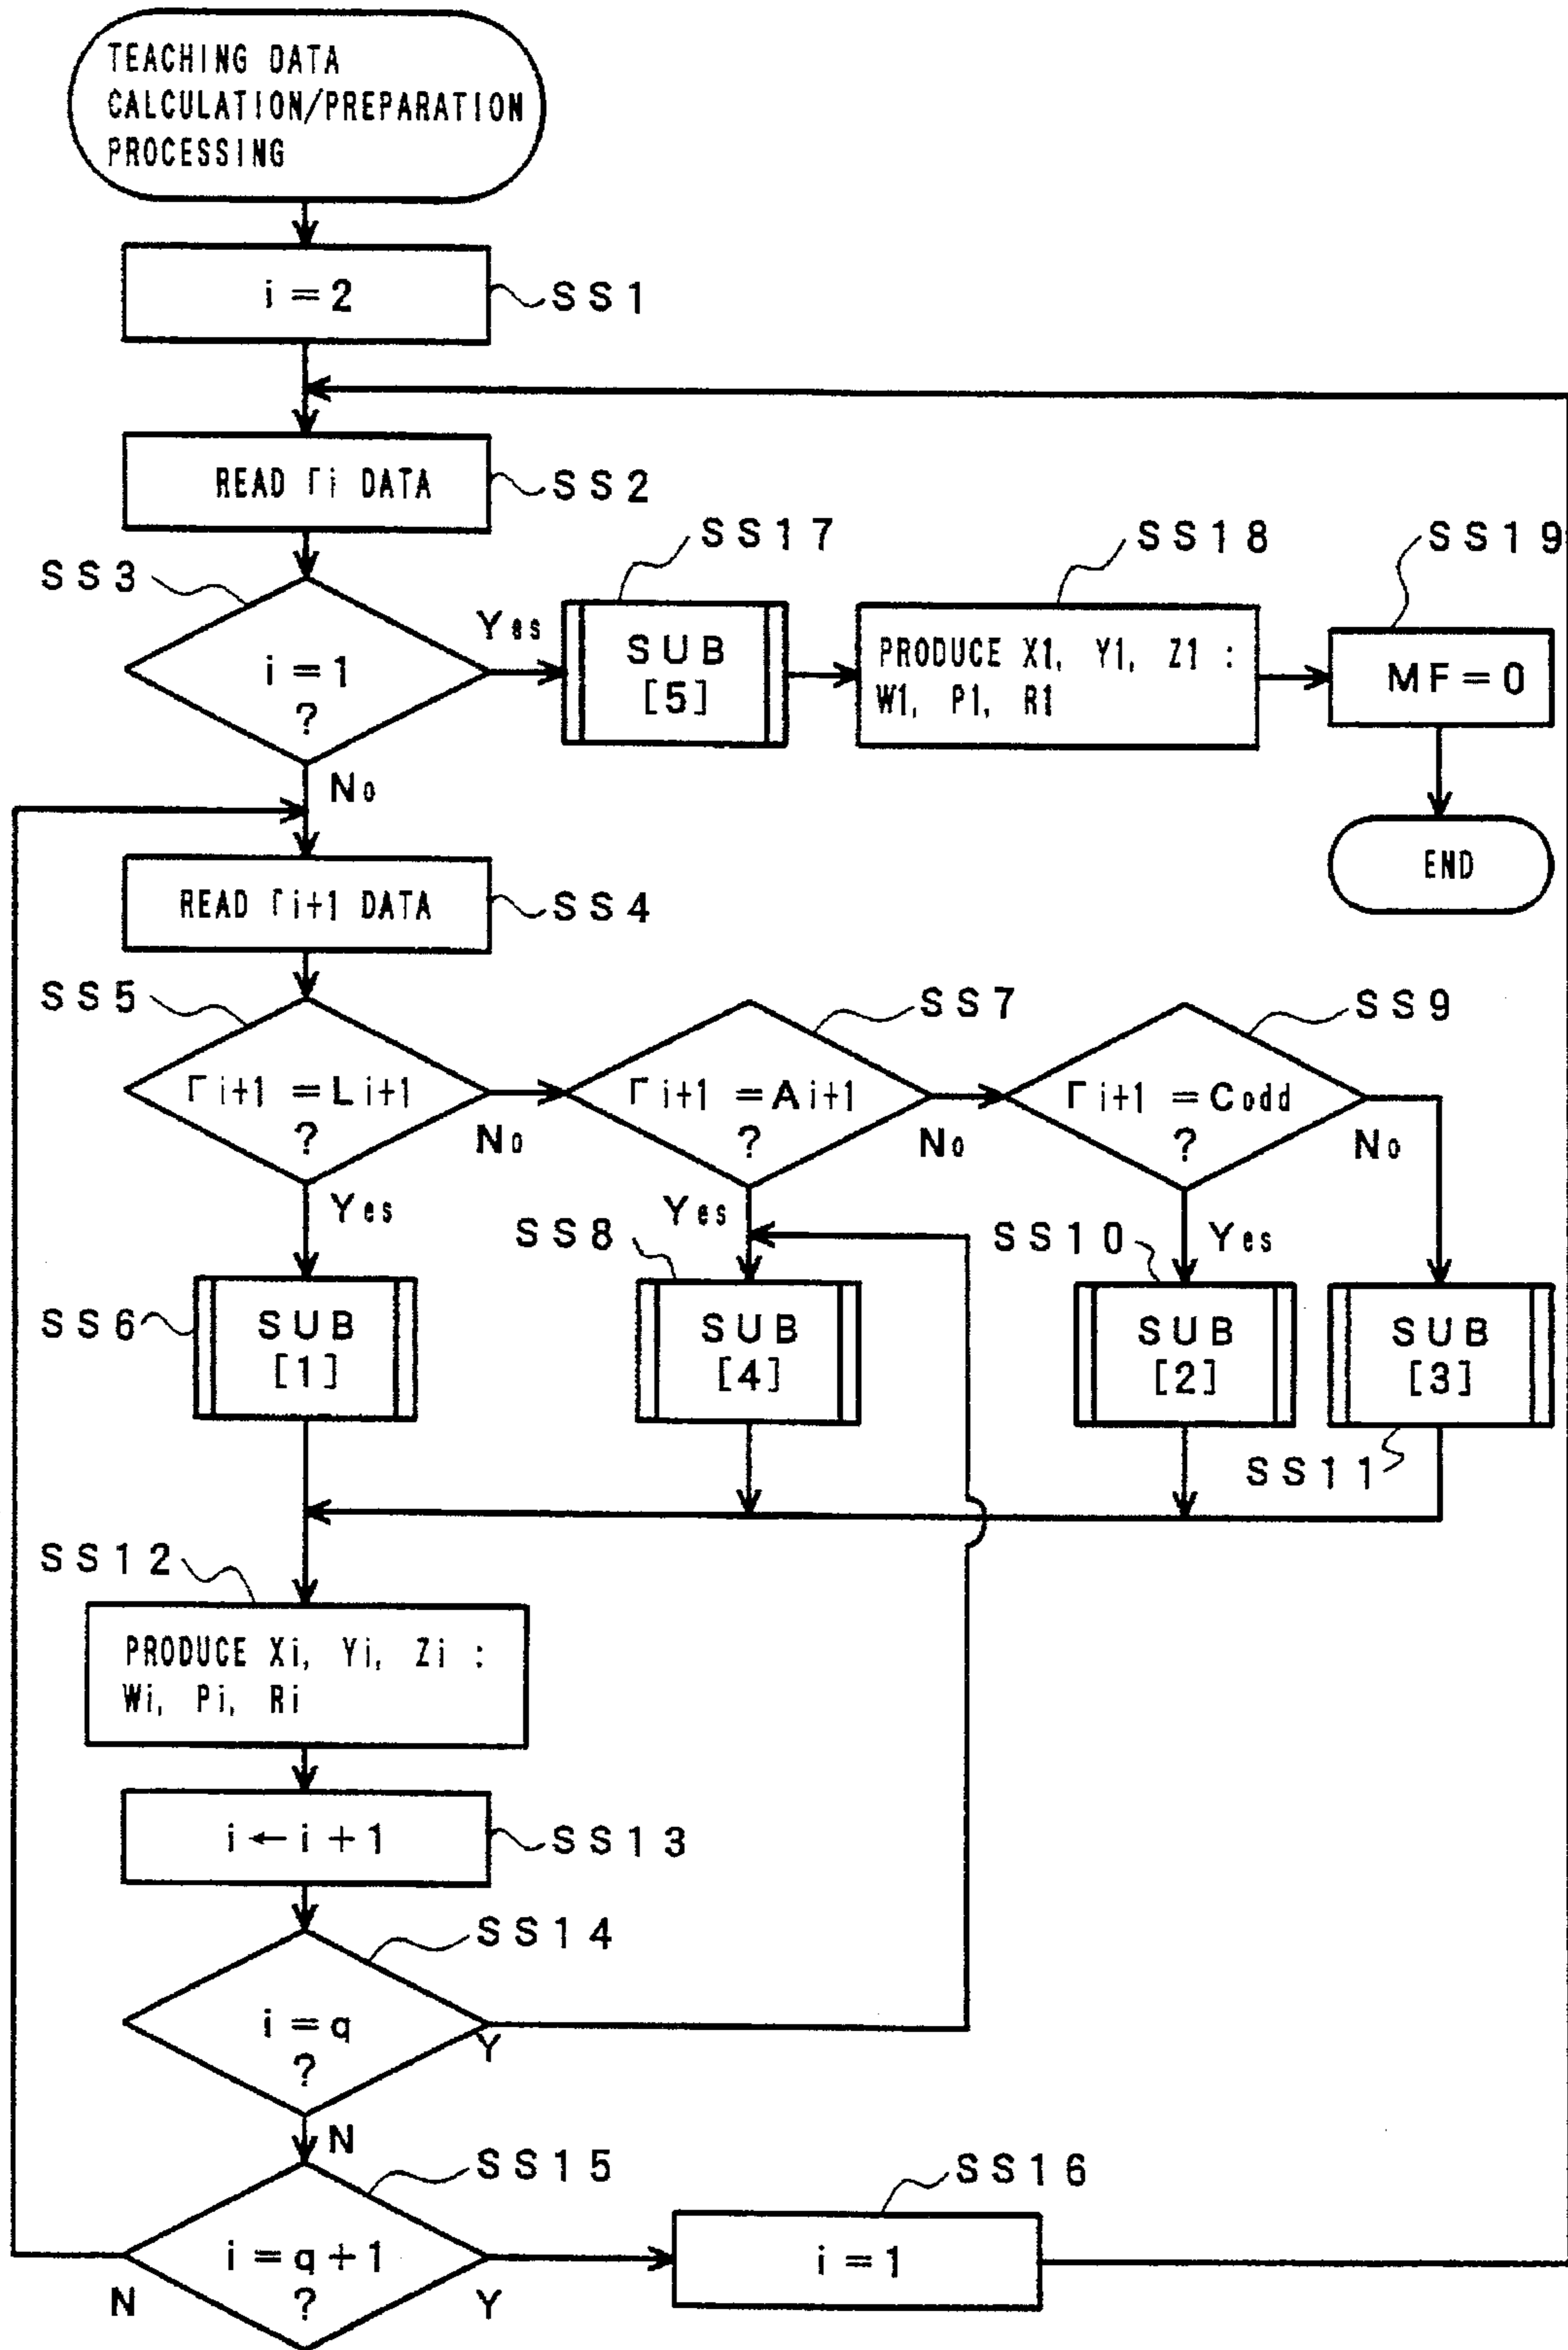 TEACHING DATA
CALCULATION/PREPARATION
PROCESSING
i=2
SS1
READ Γi DATA
SS2
SS3
i=1
?
Yes
No
SS17
SUB
[5]
SS18
PRODUCE X1, Y1, Z1 :
W1, P1, R1
SS19
MF=0
END
READ Γi+1 DATA
SS4
SS5
Γi+1 =Li+1
?
No
Yes
SS7
Γi+1 =Ai+1
?
No
Yes
SS9
Γi+1 =Codd
?
No
Yes
SS6
SUB
[1]
SS8
SUB
[4]
SS10
SUB
[2]
SUB
[3]
SS11
SS12
PRODUCE Xi, Yi, Zi :
Wi, Pi, Ri
i←i+1
SS13
SS14
i=q
?
Y
N
SS15
i=q+1
?
N
Y
SS16
i=1